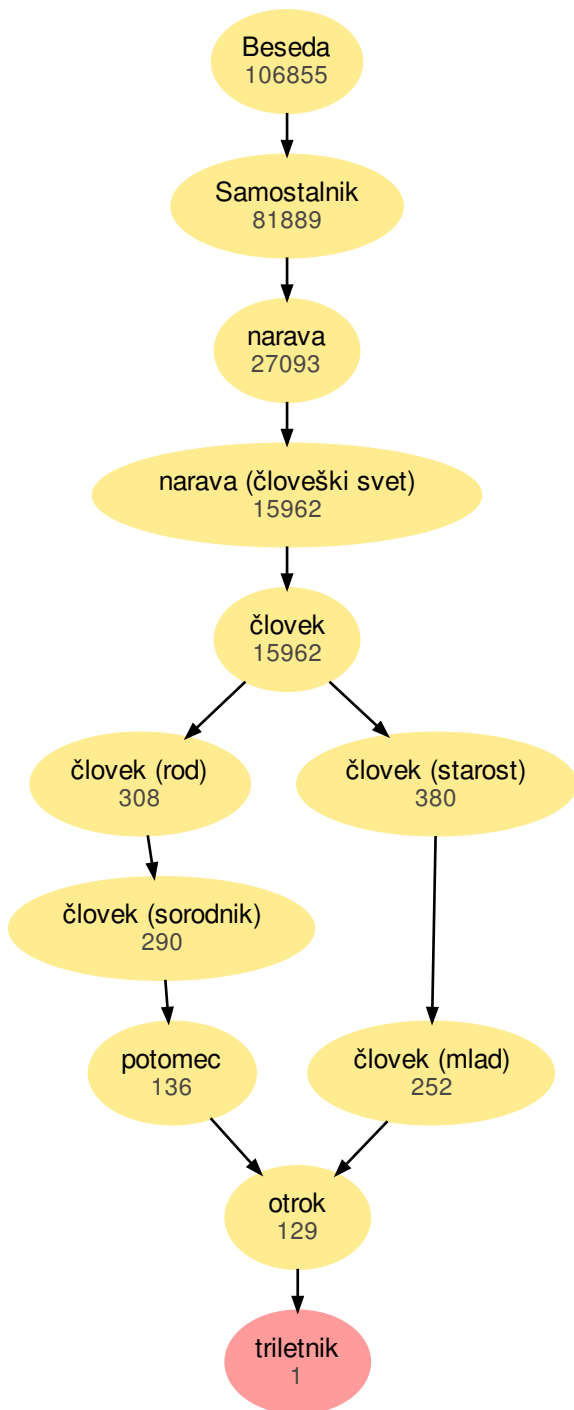 Beseda
106855
Samostalnik
81889
narava
27093
narava (človeški svet)
15962
človek
15962
človek (rod)
308
človek (starost)
380
človek (sorodnik)
290
potomec
136
človek (mlad)
252
otrok
129
triletnik
1